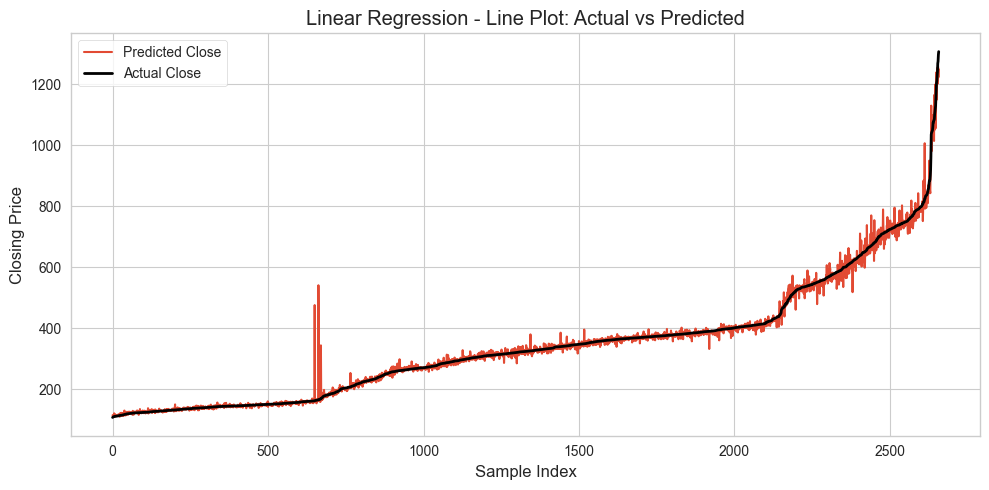 Linear Regression - Line Plot: Actual vs Predicted
Predicted Close
Actual Close
1200
1000
800
600
400
200
Closing Price
0 500 1000 1500 2000 2500
Sample Index